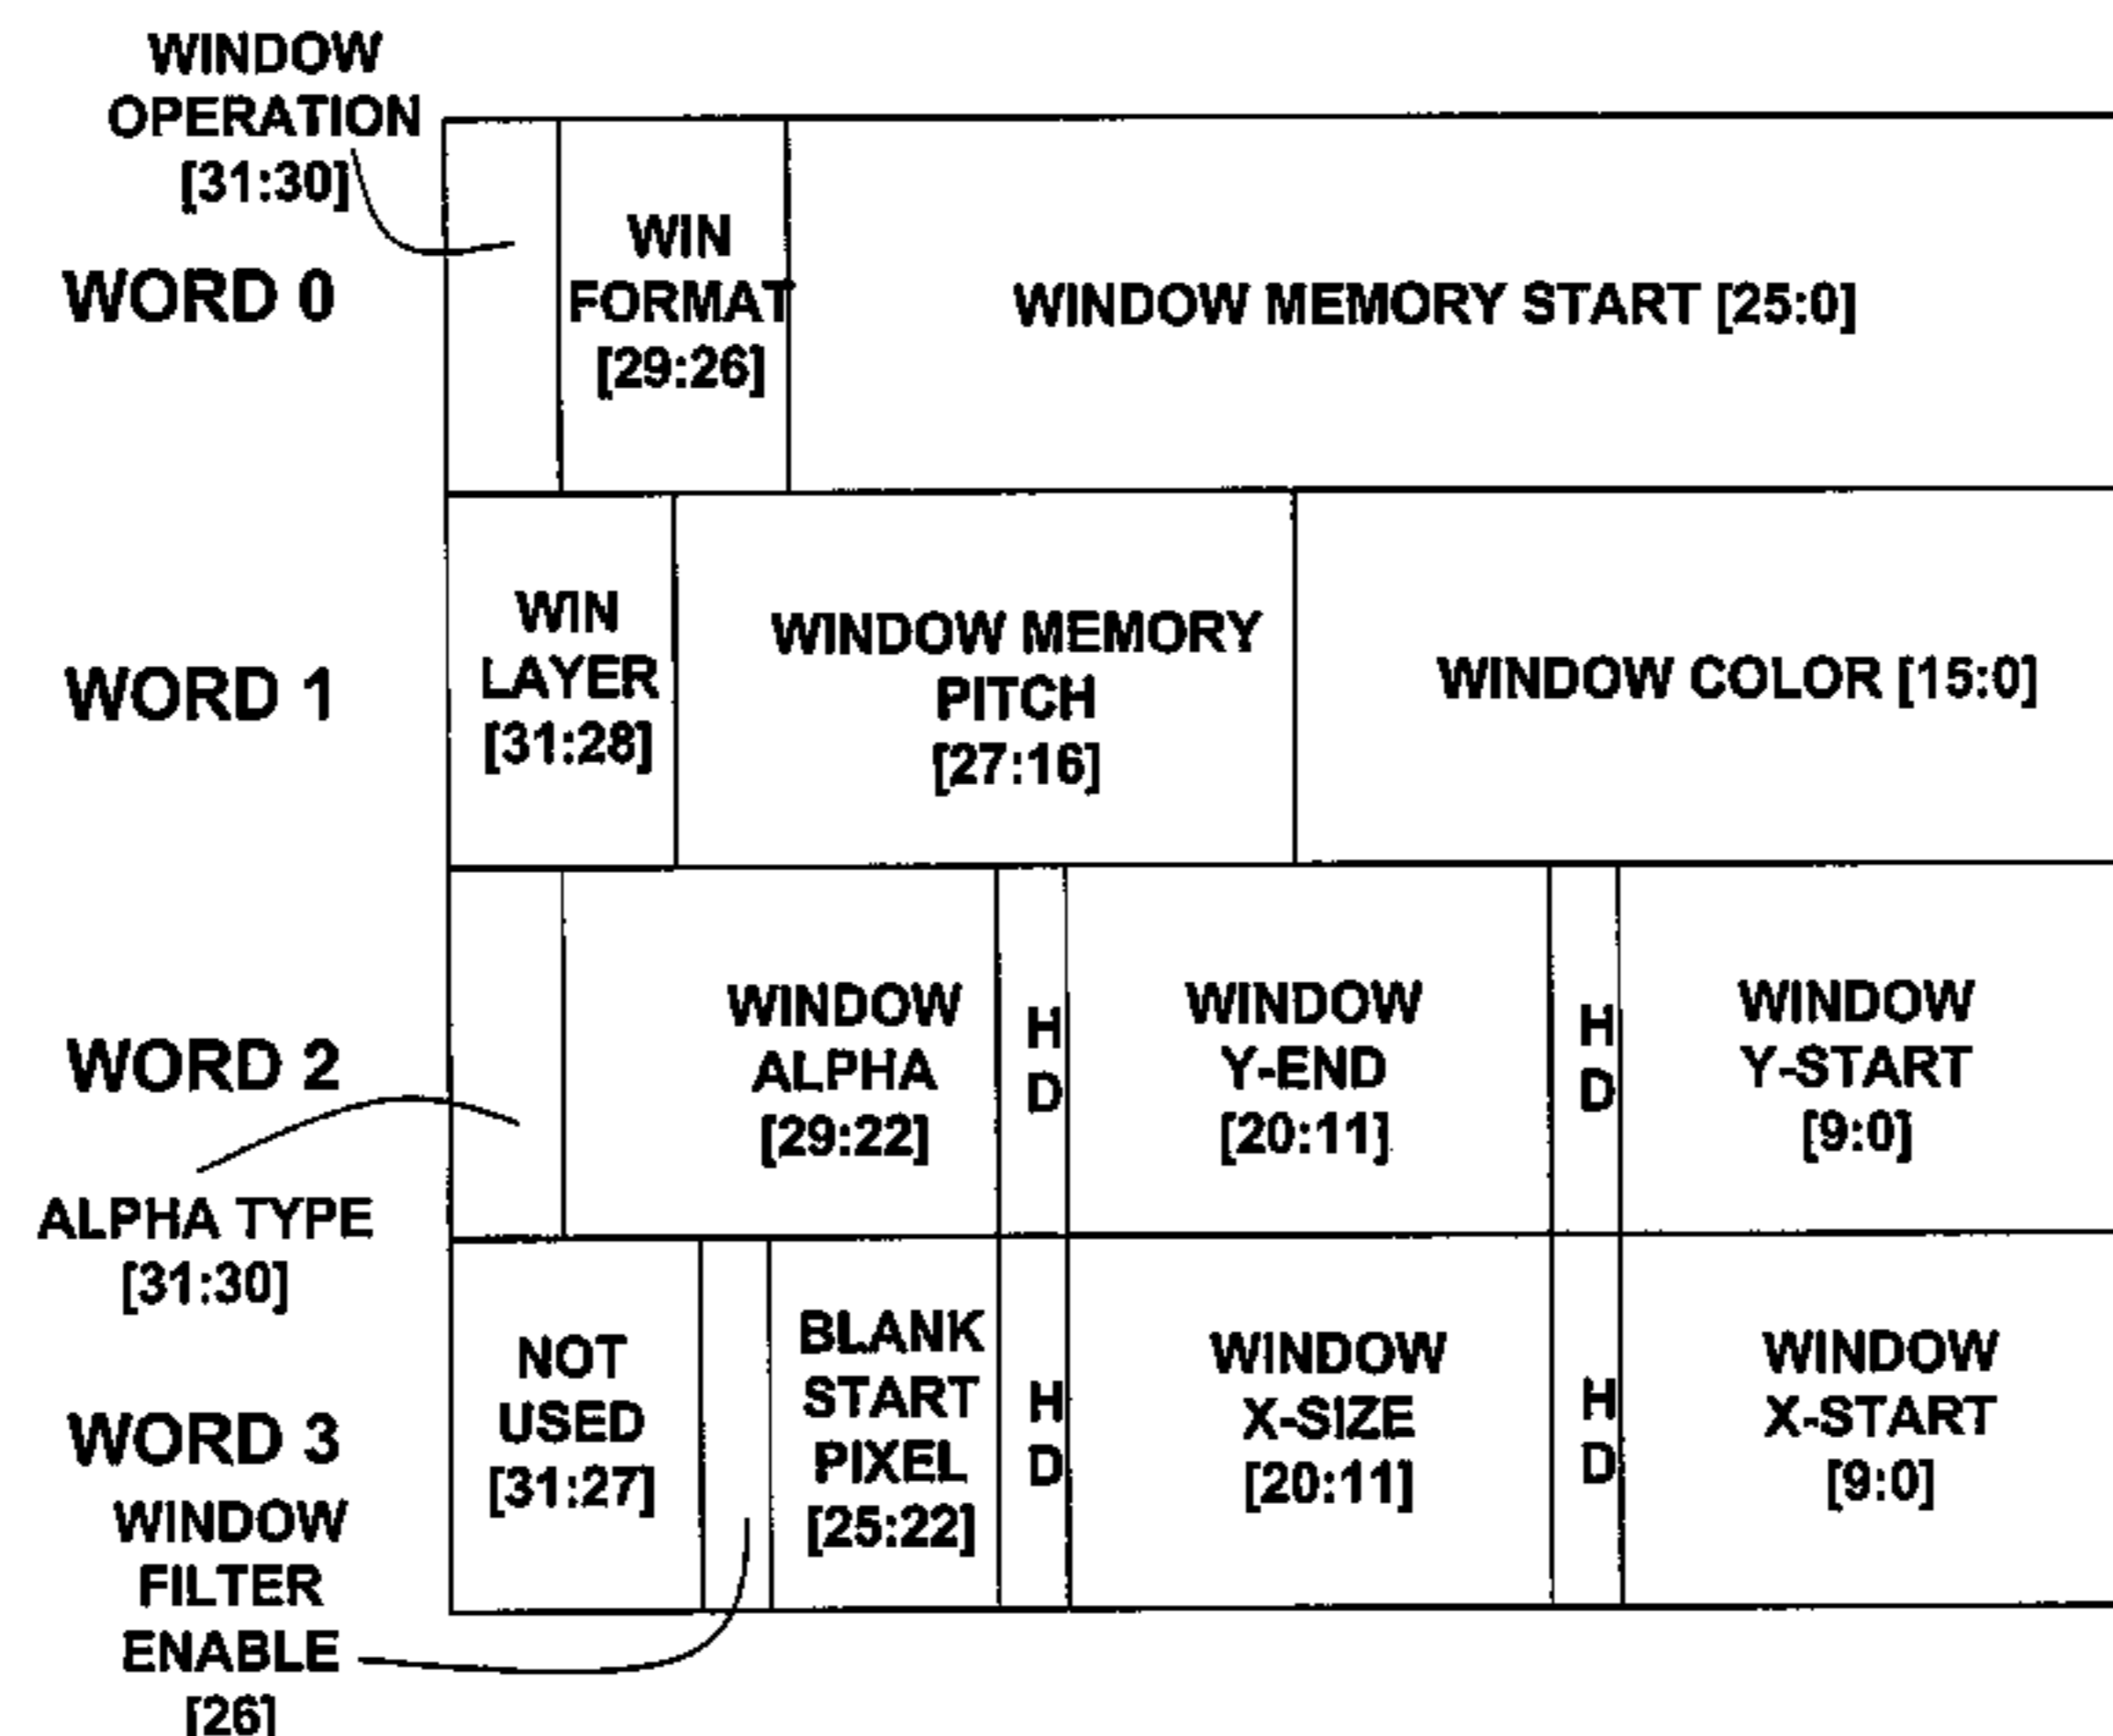 WINDOW
OPERATION
[31:30]
WORD 0
WIN
FORMAT
[29:26]
WINDOW MEMORY START [25:0]
WORD 1
WIN
LAYER
[31:28]
WINDOW MEMORY
PITCH
[27:16]
WINDOW COLOR [15:0]
WORD 2
ALPHA TYPE
[31:30]
WINDOW
ALPHA
[29:22]
H
D
WINDOW
Y-END
[20:11]
H
D
WINDOW
Y-START
[9:0]
WORD 3
NOT
USED
[31:27]
WINDOW
FILTER
ENABLE
[26]
BLANK
START
PIXEL
[25:22]
H
D
WINDOW
X-SIZE
[20:11]
H
D
WINDOW
X-START
[9:0]